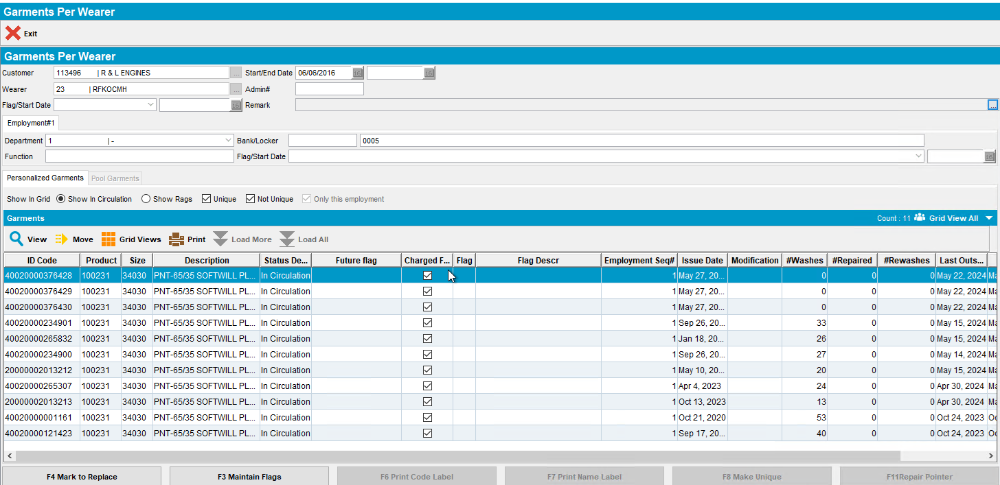 Garments Per Wearer
Exit
Garments Per Wearer
Customer 113496 | R & L ENGINES ... Start/End Date 06/06/2016 16 16
Wearer 23 | RFKOCMH ... Admin#
Flag/Start Date 16 Remark ...
Employment#1
Department 1 | - Bank/Locker 0005
Function Flag/Start Date 16
Personalized Garments Pool Garments
Show In Grid Show In Circulation Show Rags Unique Not Unique Only this employment
Garments Count : 11 Grid View All
View Move Grid Views Print Load More Load All
ID Code Product Size Description Status De... Future flag Charged F... Flag Flag Descr Employment Seq# Issue Date Modification #Washes #Repaired #Rewashes Last Outs...
40020000376428 100231 34030 PNT-65/35 SOFTWILL PL... In Circulation 1 May 27, 20... 0 0 0 May 22, 2024 Ma
40020000376429 100231 34030 PNT-65/35 SOFTWILL PL... In Circulation 1 May 27, 20... 0 0 0 May 22, 2024 Ma
40020000376430 100231 34030 PNT-65/35 SOFTWILL PL... In Circulation 1 May 27, 20... 0 0 0 May 22, 2024 Ma
40020000234901 100231 34030 PNT-65/35 SOFTWILL PL... In Circulation 1 Sep 26, 20... 33 0 0 May 15, 2024 Ma
40020000265832 100231 34030 PNT-65/35 SOFTWILL PL... In Circulation 1 Jan 18, 20... 26 0 0 May 15, 2024 Ma
40020000234900 100231 34030 PNT-65/35 SOFTWILL PL... In Circulation 1 Sep 26, 20... 27 0 0 May 14, 2024 Ma
20000002013212 100231 34030 PNT-65/35 SOFTWILL PL... In Circulation 1 May 10, 20... 20 0 0 May 15, 2024 Ma
40020000265307 100231 34030 PNT-65/35 SOFTWILL PL... In Circulation 1 Apr 4, 2023 24 0 0 Apr 30, 2024 Ma
20000002013213 100231 34030 PNT-65/35 SOFTWILL PL... In Circulation 1 Oct 13, 2023 13 0 0 Apr 30, 2024 Ma
40020000001161 100231 34030 PNT-65/35 SOFTWILL PL... In Circulation 1 Oct 21, 2020 53 0 0 Oct 24, 2023 Oc
40020000121423 100231 34030 PNT-65/35 SOFTWILL PL... In Circulation 1 Sep 17, 20... 40 0 0 Oct 24, 2023 Oc
F4 Mark to Replace F3 Maintain Flags F6 Print Code Label F7 Print Name Label F8 Make Unique F11Repair Pointer